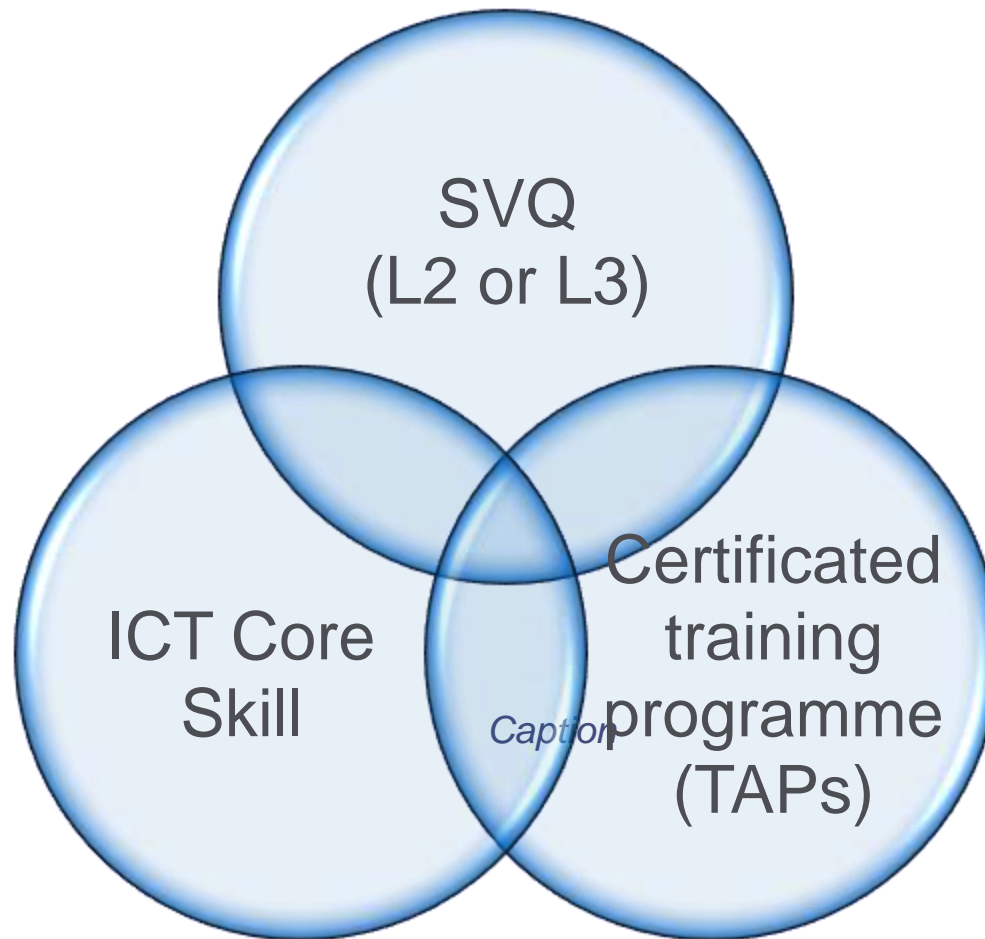 SVQ
(L2 or L3)
ICT Core
Skill
Certificated
training
programme
(TAPs)
Caption